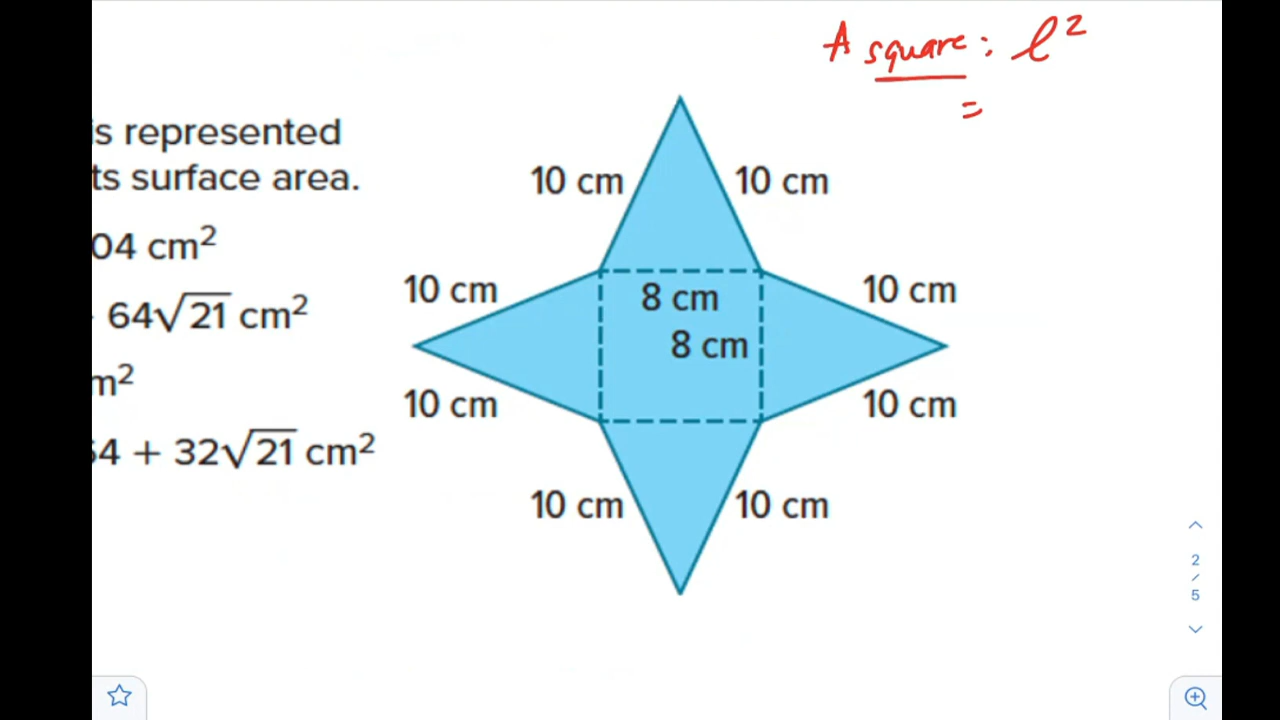 A square: l²
=
is represented
ts surface area.
10 cm 10 cm
04 cm²
10 cm 10 cm
8 cm
64√21 cm²
8 cm
m²
10 cm 10 cm
64 + 32√21 cm²
10 cm 10 cm
2
/
5